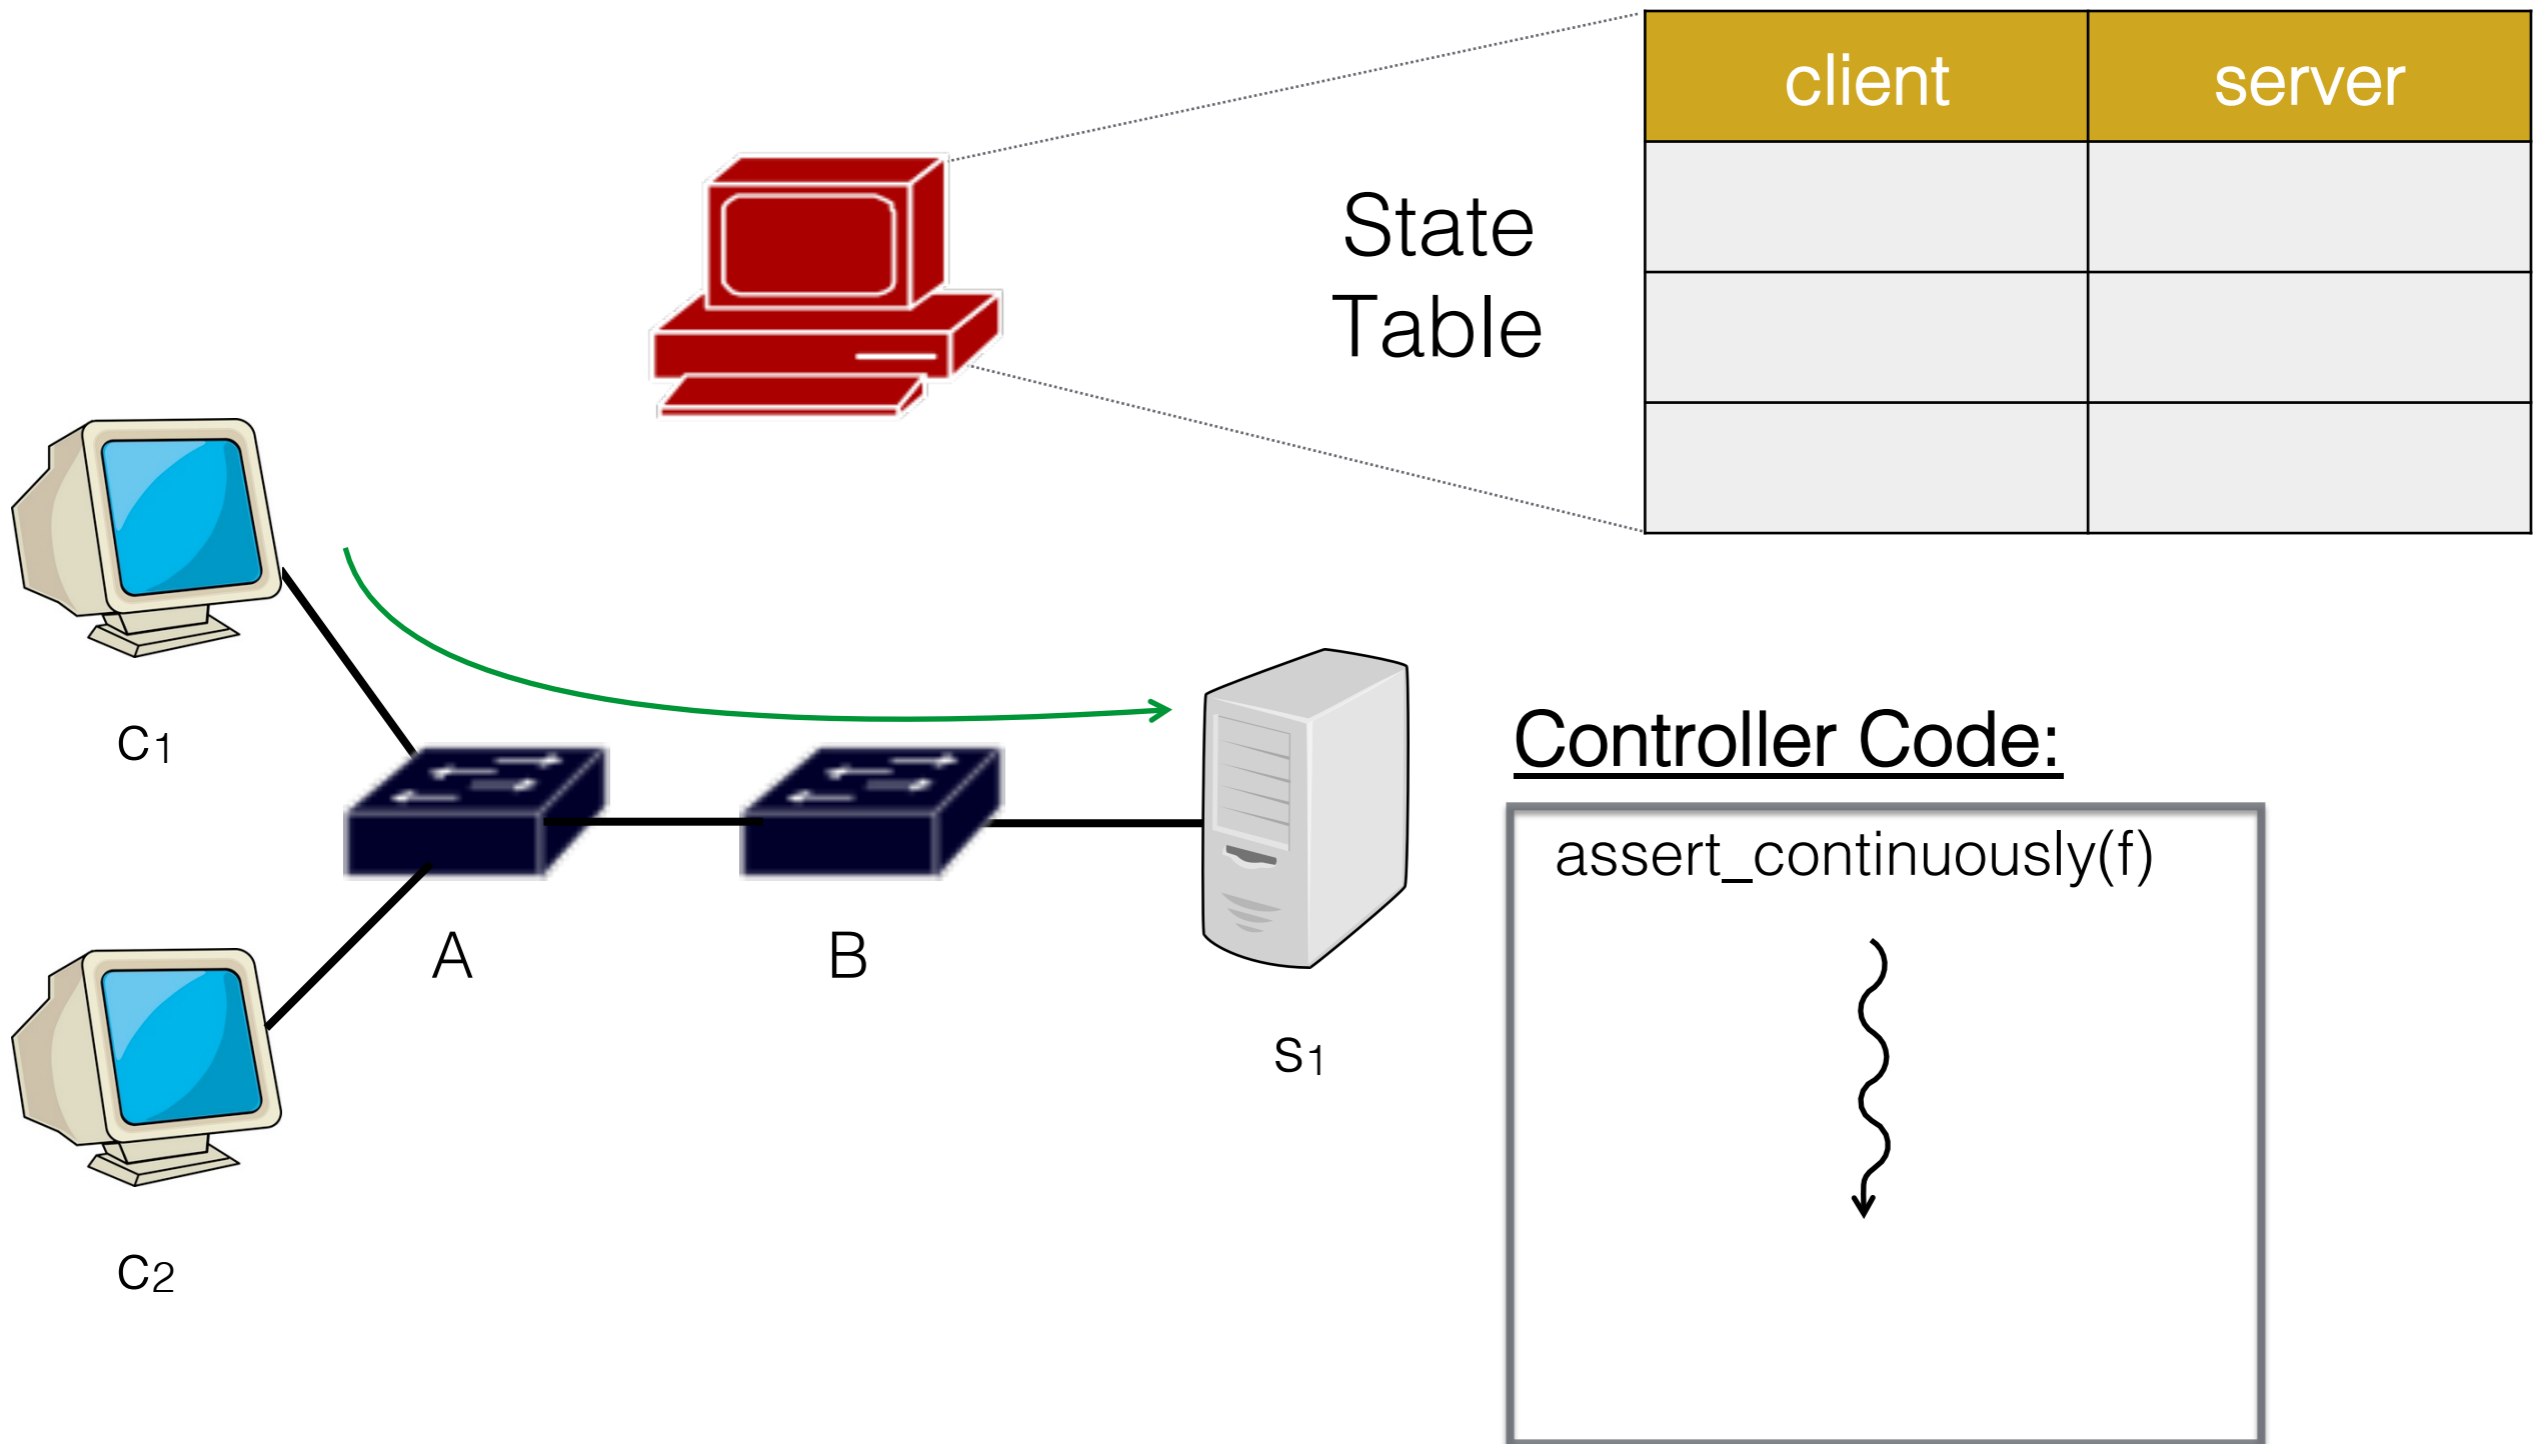 client server
State
Table
C1
Controller Code:
assert_continuously(f)
A B
S1
C2